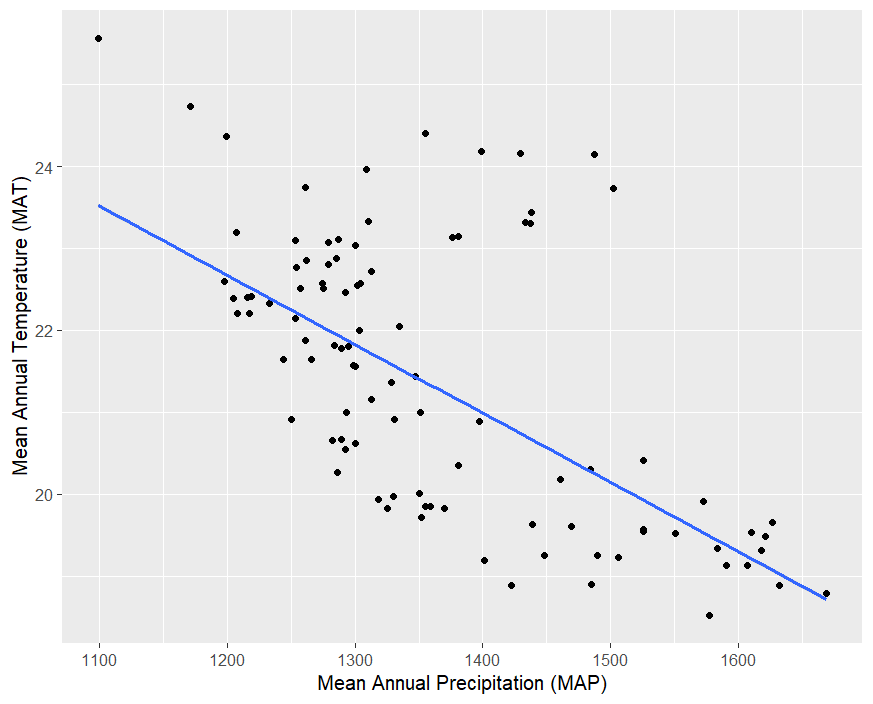 Mean Annual Temperature (MAT)
24
22
20
1100 1200 1300 1400 1500 1600
Mean Annual Precipitation (MAP)